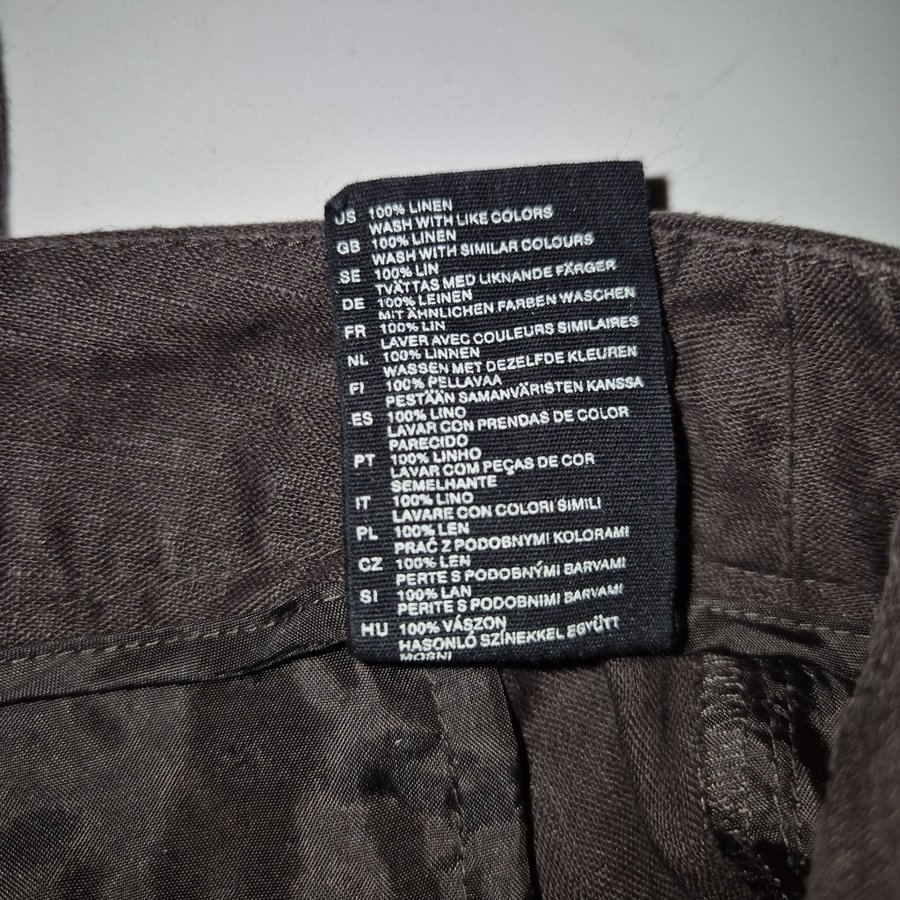 US 100% LINEN
WASH WITH LIKE COLORS
GB 100% LINEN
WASH WITH SIMILAR COLOURS
SE 100% LIN
TVÄTTAS MED LIKNANDE FÄRGER
DE 100% LEINEN
MIT ÄHNLICHEN FARBEN WASCHEN
FR 100% LIN
LAVER AVEC COULEURS SIMILAIRES
NL 100% LINNEN
WASSEN MET DEZELFDE KLEUREN
FI 100% PELLAVAA
PESTÄÄN SAMANVÄRISTEN KANSSA
ES 100% LINO
LAVAR CON PRENDAS DE COLOR
PARECIDO
PT 100% LINHO
LAVAR COM PEÇAS DE COR
SEMELHANTE
IT 100% LINO
LAVARE CON COLORI SIMILI
PL 100% LEN
PRAĆ Z PODOBNYMI KOLORAMI
CZ 100% LEN
PERTE S PODOBNÝMI BARVAMI
SI 100% LAN
PERITE S PODOBNIMI BARVAMI
HU 100% VÁSZON
HASONLÓ SZÍNEKKEL EGYÜTT
MOSNI